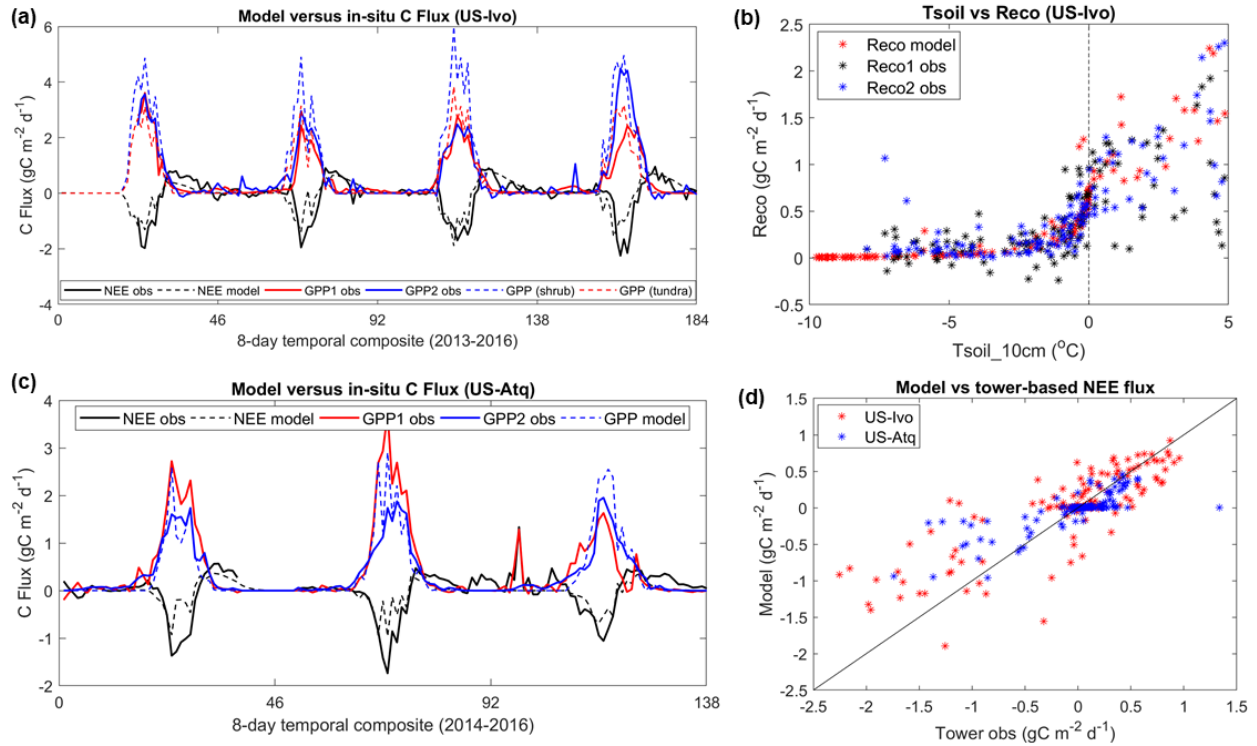 (a)
Model versus in-situ C Flux (US-Ivo)
6
4
2
0
-2
-4
C Flux (gC m⁻² d⁻¹)
NEE obs
NEE model
GPP1 obs
GPP2 obs
GPP (shrub)
GPP (tundra)
0
46
92
138
184
8-day temporal composite (2013-2016)
(b)
Tsoil vs Reco (US-Ivo)
Reco model
Reco1 obs
Reco2 obs
2.5
2
1.5
1
0.5
0
-0.5
Reco (gC m⁻² d⁻¹)
-10
-5
0
5
Tsoil_10cm (°C)
(c)
Model versus in-situ C Flux (US-Atq)
NEE obs
NEE model
GPP1 obs
GPP2 obs
GPP model
4
3
2
1
0
-1
-2
C Flux (gC m⁻² d⁻¹)
0
46
92
138
8-day temporal composite (2014-2016)
(d)
Model vs tower-based NEE flux
US-Ivo
US-Atq
1.5
1
0.5
0
-0.5
-1
-1.5
-2
-2.5
Model (gC m⁻² d⁻¹)
-2.5
-2
-1.5
-1
-0.5
0
0.5
1
1.5
Tower obs (gC m⁻² d⁻¹)